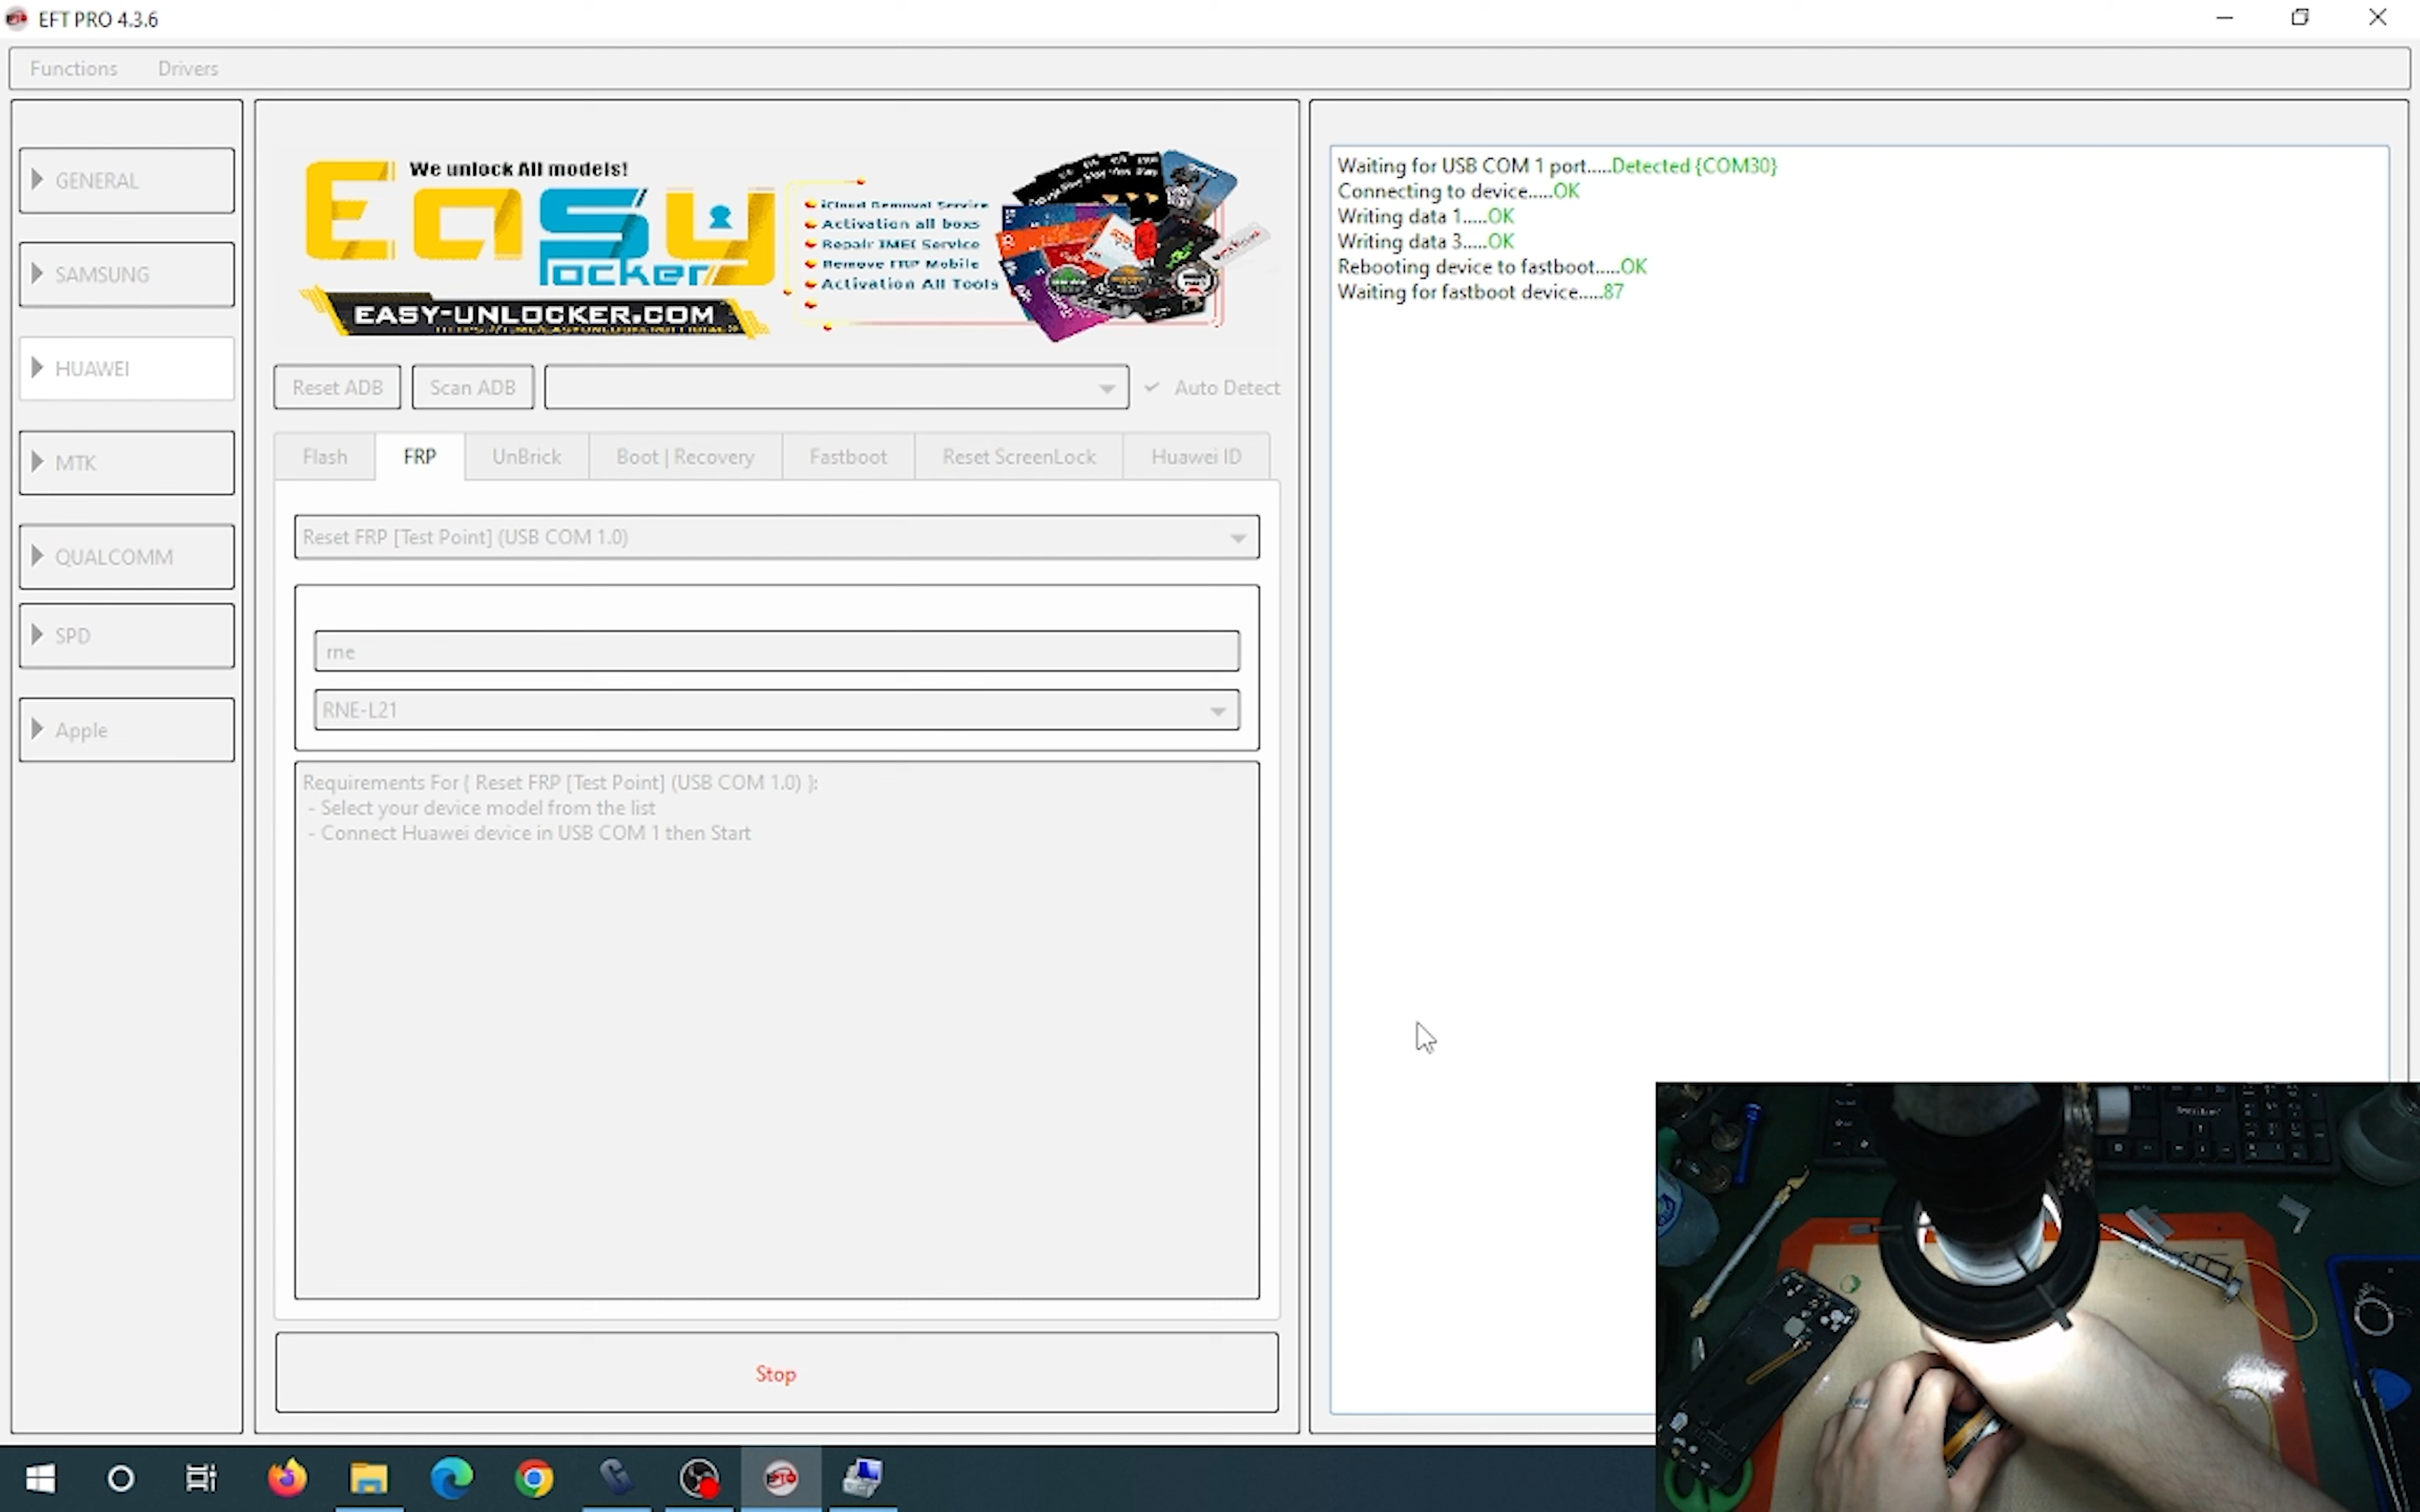 EFT PRO 4.3.6
Functions Drivers
GENERAL
SAMSUNG
HUAWEI
MTK
QUALCOMM
SPD
Apple
We unlock All models!
Easy
EASY-UNLOCKER.COM
iCloud Removal Service
Activation all boxs
Repair IMEI Service
Remove FRP Mobile
Activation All Tools
Reset ADB Scan ADB Auto Detect
Flash FRP UnBrick Boot | Recovery Fastboot Reset ScreenLock Huawei ID
Reset FRP [Test Point] (USB COM 1.0)
rne
RNE-L21
Requirements For { Reset FRP [Test Point] (USB COM 1.0) }:
- Select your device model from the list
- Connect Huawei device in USB COM 1 then Start
Stop
Waiting for USB COM 1 port.....Detected {COM30}
Connecting to device.....OK
Writing data 1.....OK
Writing data 3.....OK
Rebooting device to fastboot.....OK
Waiting for fastboot device.....87